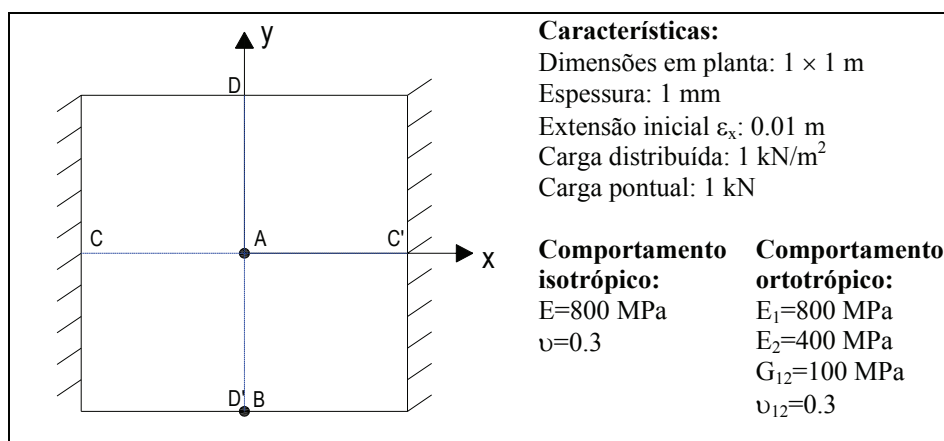 y
D
C
A
C'
x
D' B
Características:
Dimensões em planta: 1 × 1 m
Espessura: 1 mm
Extensão inicial εx: 0.01 m
Carga distribuída: 1 kN/m²
Carga pontual: 1 kN
Comportamento isotrópico:
E=800 MPa
υ=0.3
Comportamento ortotrópico:
E₁=800 MPa
E₂=400 MPa
G₁₂=100 MPa
υ₁₂=0.3